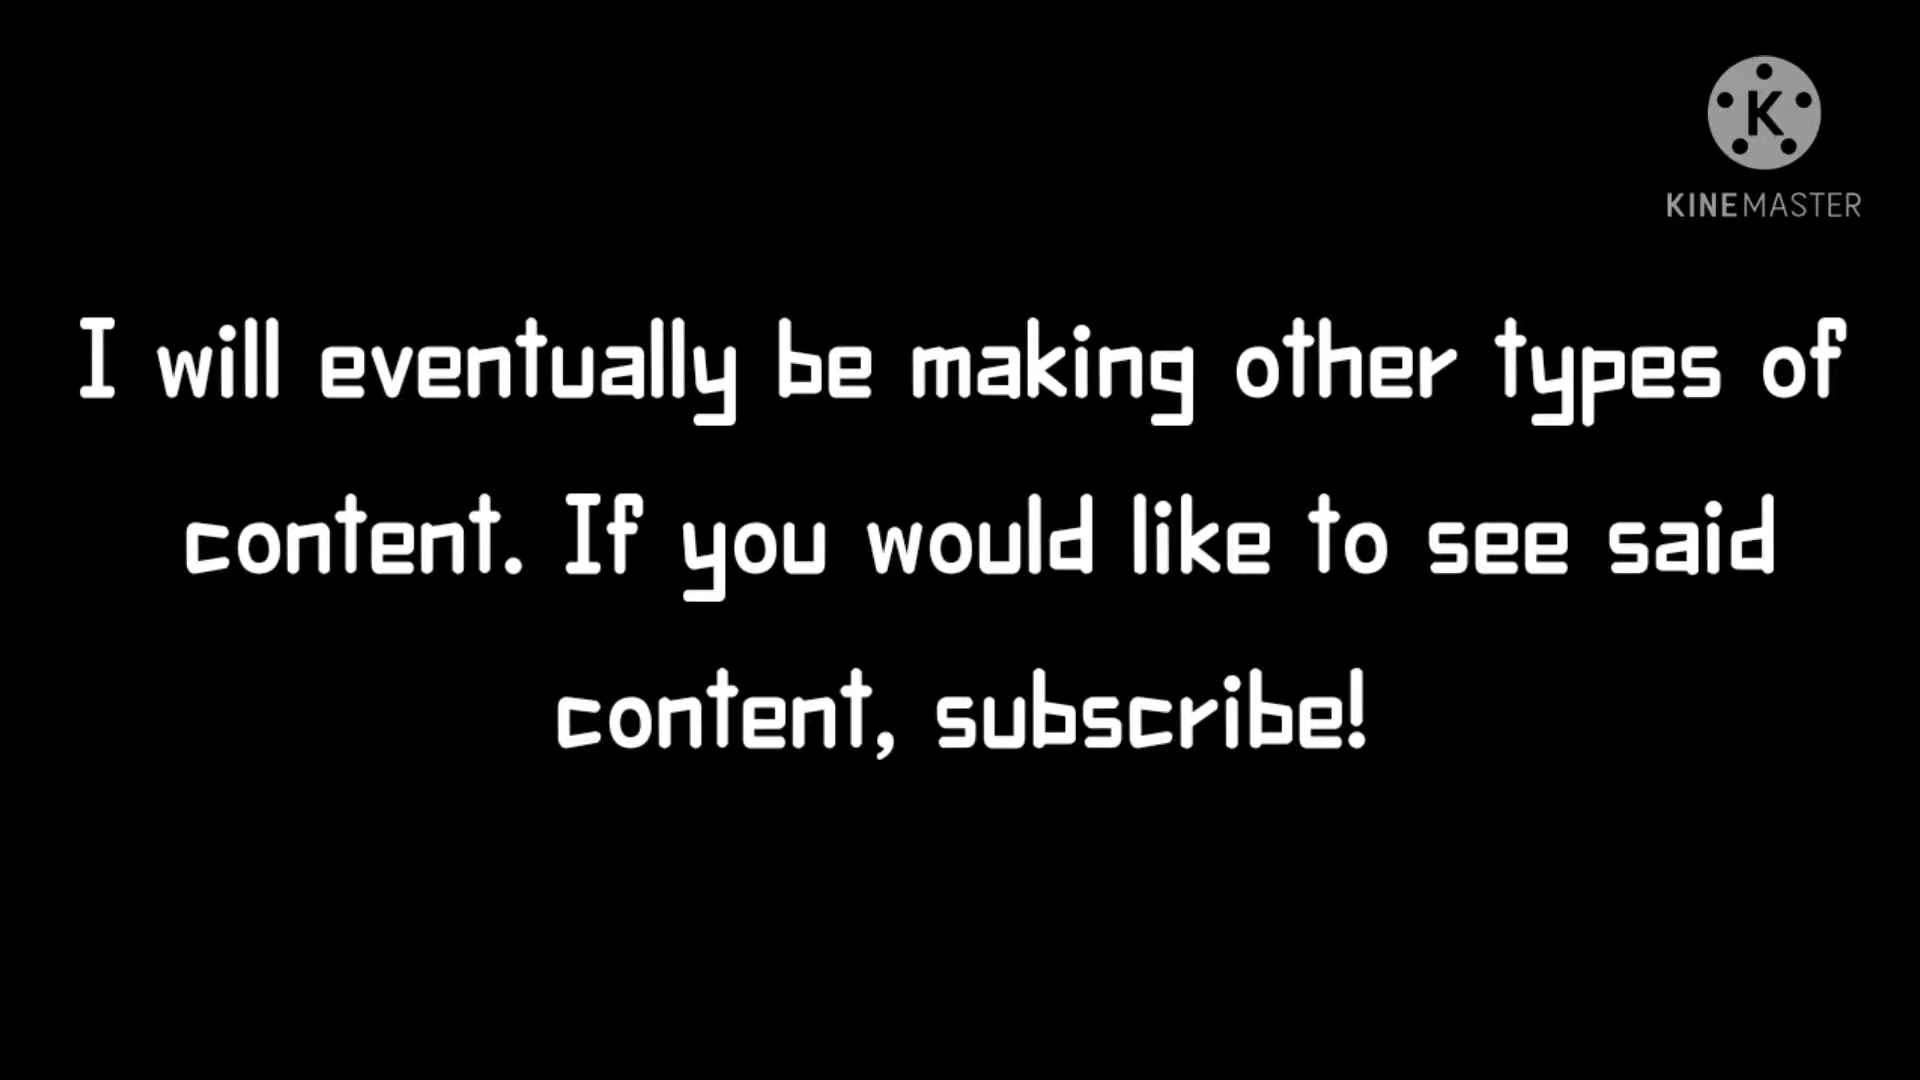 K
KINEMASTER
I will eventually be making other types of
content. If you would like to see said
content, subscribe!